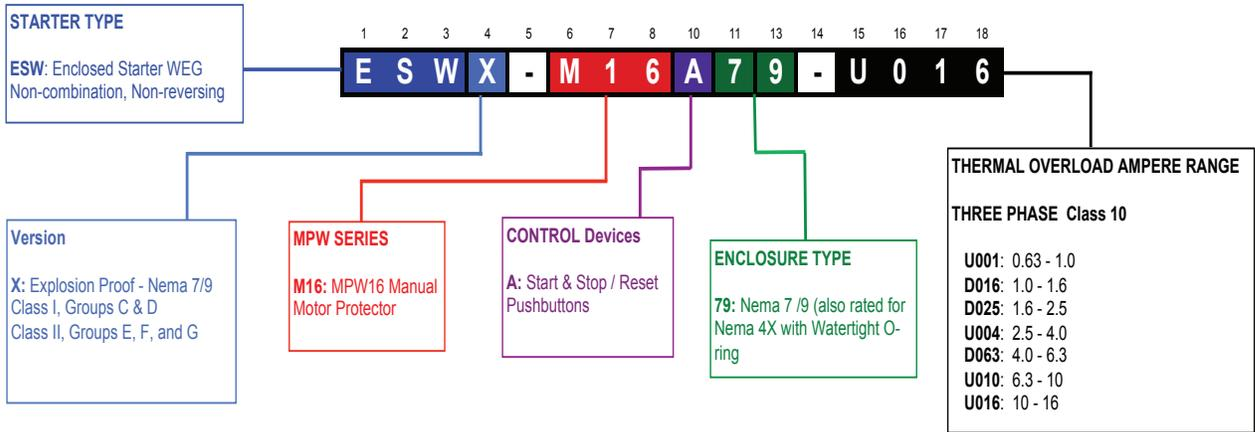 STARTER TYPE
ESW: Enclosed Starter WEG
Non-combination, Non-reversing
1 2 3 4 5 6 7 8 10 11 13 14 15 16 17 18
E S W X - M 1 6 A 7 9 - U 0 1 6
Version
X: Explosion Proof - Nema 7/9
Class I, Groups C & D
Class II, Groups E, F, and G
MPW SERIES
M16: MPW16 Manual
Motor Protector
CONTROL Devices
A: Start & Stop / Reset
Pushbuttons
ENCLOSURE TYPE
79: Nema 7 /9 (also rated for
Nema 4X with Watertight O-
ring
THERMAL OVERLOAD AMPERE RANGE
THREE PHASE Class 10
U001: 0.63 - 1.0
D016: 1.0 - 1.6
D025: 1.6 - 2.5
U004: 2.5 - 4.0
D063: 4.0 - 6.3
U010: 6.3 - 10
U016: 10 - 16